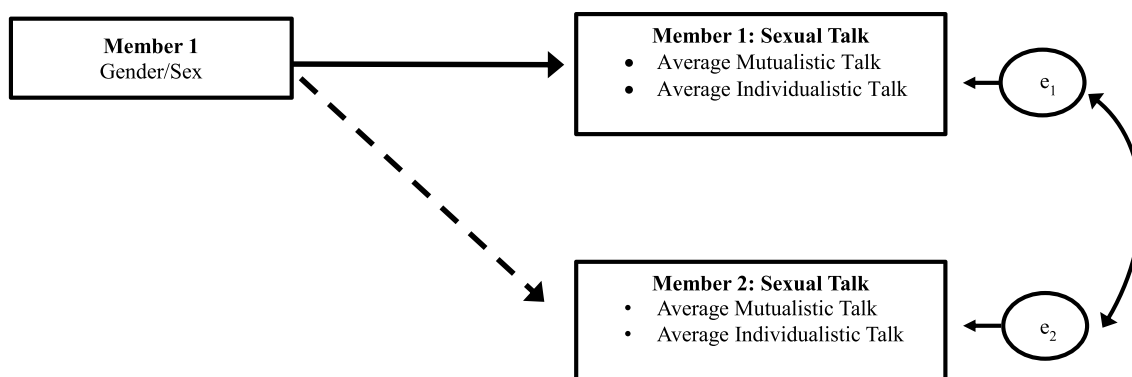 Member 1
Gender/Sex
Member 1: Sexual Talk
● Average Mutualistic Talk
● Average Individualistic Talk
e₁
Member 2: Sexual Talk
• Average Mutualistic Talk
• Average Individualistic Talk
e₂